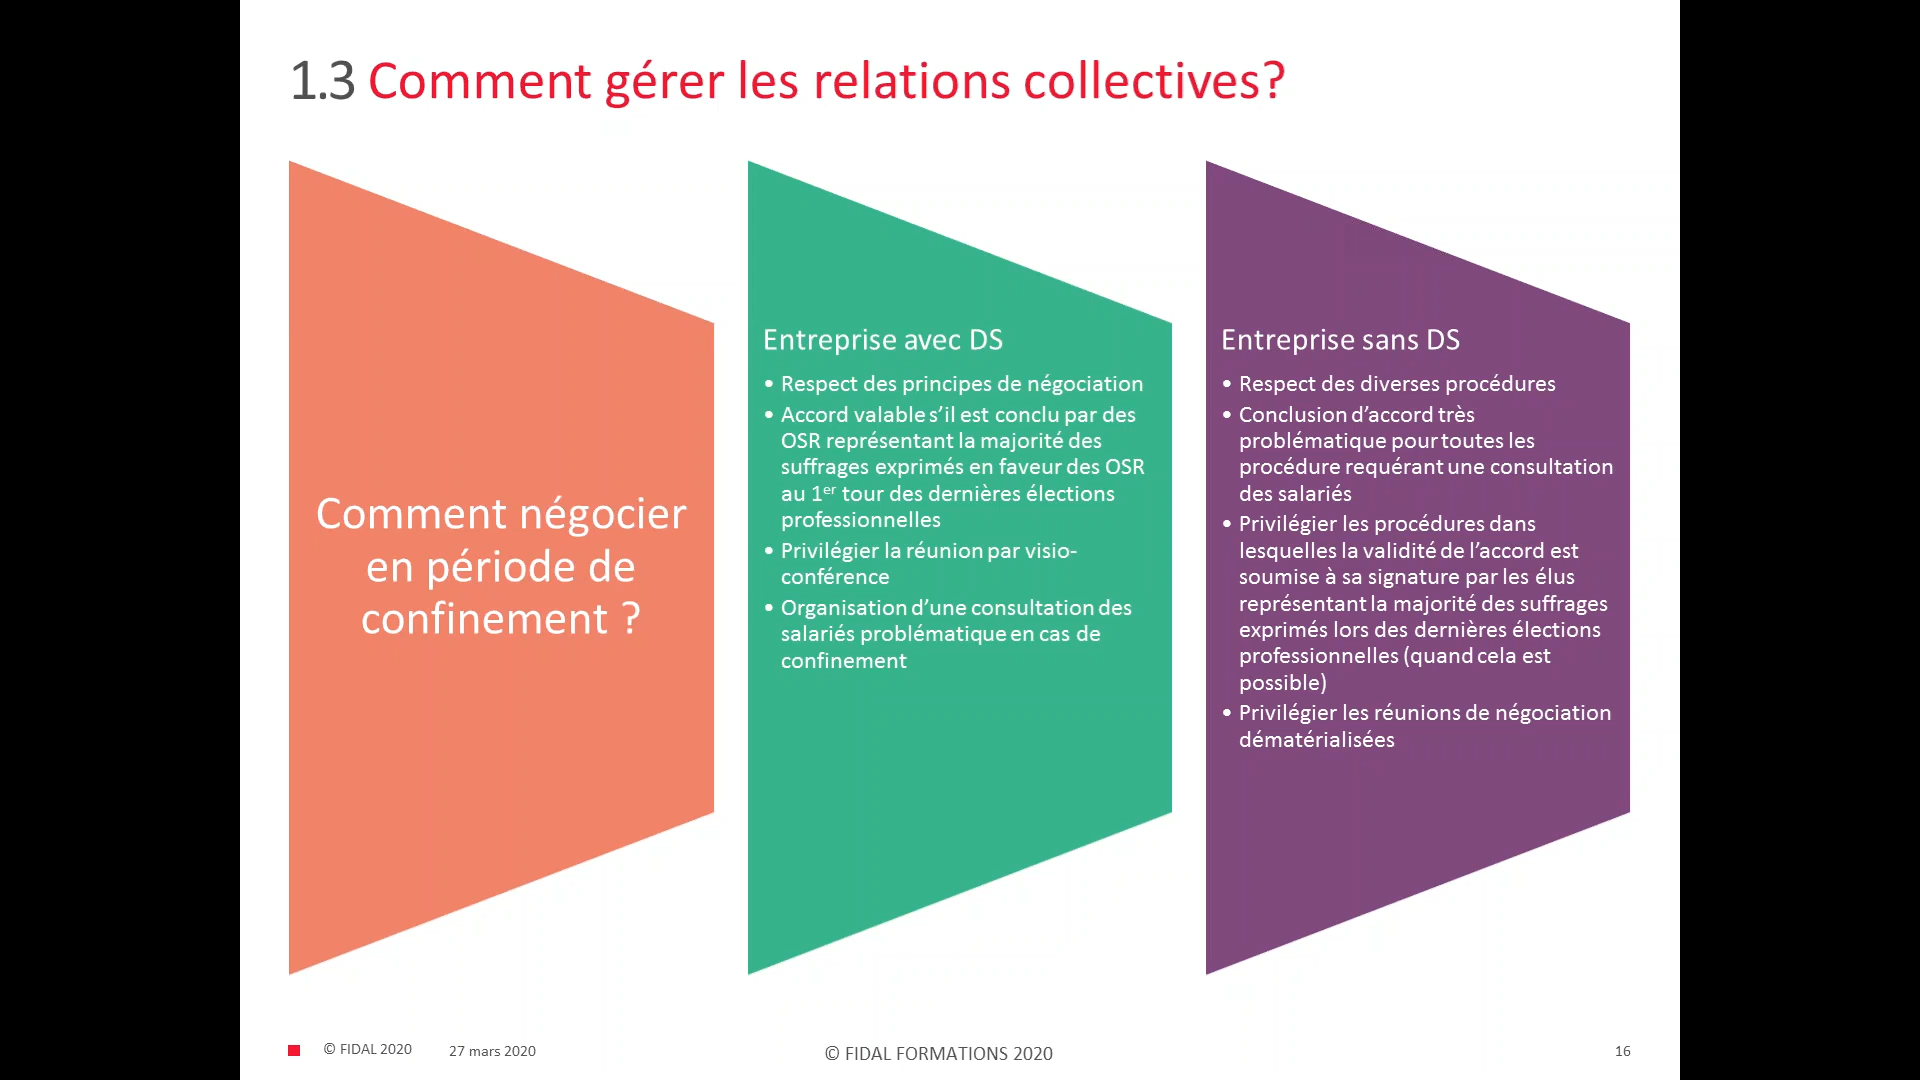 1.3 Comment gérer les relations collectives?
Comment négocier
en période de
confinement ?
Entreprise avec DS
• Respect des principes de négociation
• Accord valable s’il est conclu par des
OSR représentant la majorité des
suffrages exprimés en faveur des OSR
au 1er tour des dernières élections
professionnelles
• Privilégier la réunion par visio-
conférence
• Organisation d’une consultation des
salariés problématique en cas de
confinement
Entreprise sans DS
• Respect des diverses procédures
• Conclusion d’accord très
problématique pour toutes les
procédure requérant une consultation
des salariés
• Privilégier les procédures dans
lesquelles la validité de l’accord est
soumise à sa signature par les élus
représentant la majorité des suffrages
exprimés lors des dernières élections
professionnelles (quand cela est
possible)
• Privilégier les réunions de négociation
dématérialisées
© FIDAL 2020
27 mars 2020
© FIDAL FORMATIONS 2020
16